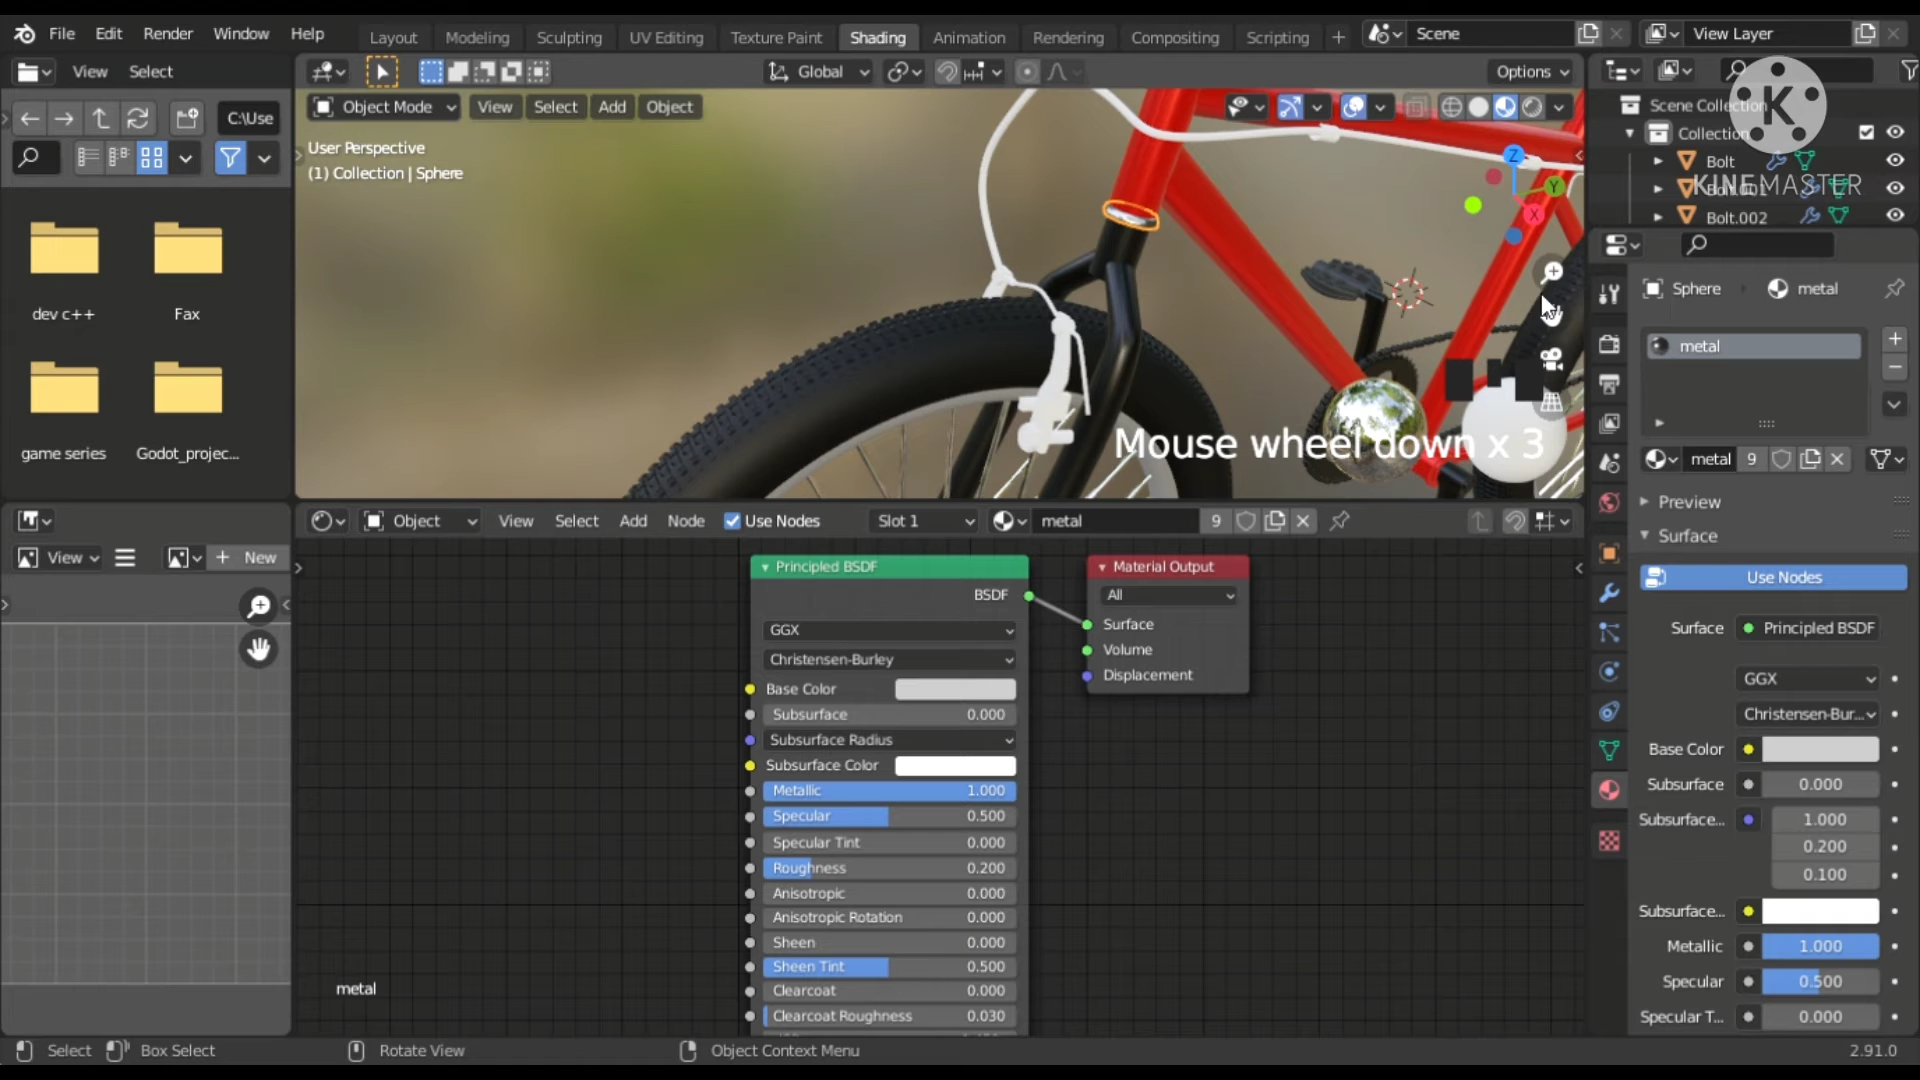 File Edit Render Window Help Layout Modeling Sculpting UV Editing Texture Paint Shading Animation Rendering Compositing Scripting + Scene View Layer
View Select Global Options
C:\Use Object Mode View Select Add Object Scene Collection
User Perspective Collection
(1) Collection | Sphere Bolt
KINEMASTER
Bolt.002
dev c++ Fax
Sphere metal
metal
game series Godot_projec...
Mouse wheel down x 3
metal 9
Preview
Object View Select Add Node Use Nodes Slot 1 metal 9
Surface
View New
Use Nodes
Principled BSDF Material Output
BSDF All
Surface
Surface Principled BSDF
GGX
Volume
Christensen-Burley
Displacement
GGX
Base Color
Christensen-Bur...
Subsurface 0.000
Subsurface Radius
Base Color
Subsurface Color
Subsurface 0.000
Metallic 1.000
Specular 0.500
Subsurface... 1.000
Specular Tint 0.000
0.200
Roughness 0.200
0.100
Anisotropic 0.000
Anisotropic Rotation 0.000
Subsurface...
Sheen 0.000
Metallic 1.000
Sheen Tint 0.500
Specular 0.500
metal
Clearcoat 0.000
Clearcoat Roughness 0.030
Specular T... 0.000
Select Box Select Rotate View Object Context Menu 2.91.0
X
Y
Z
K